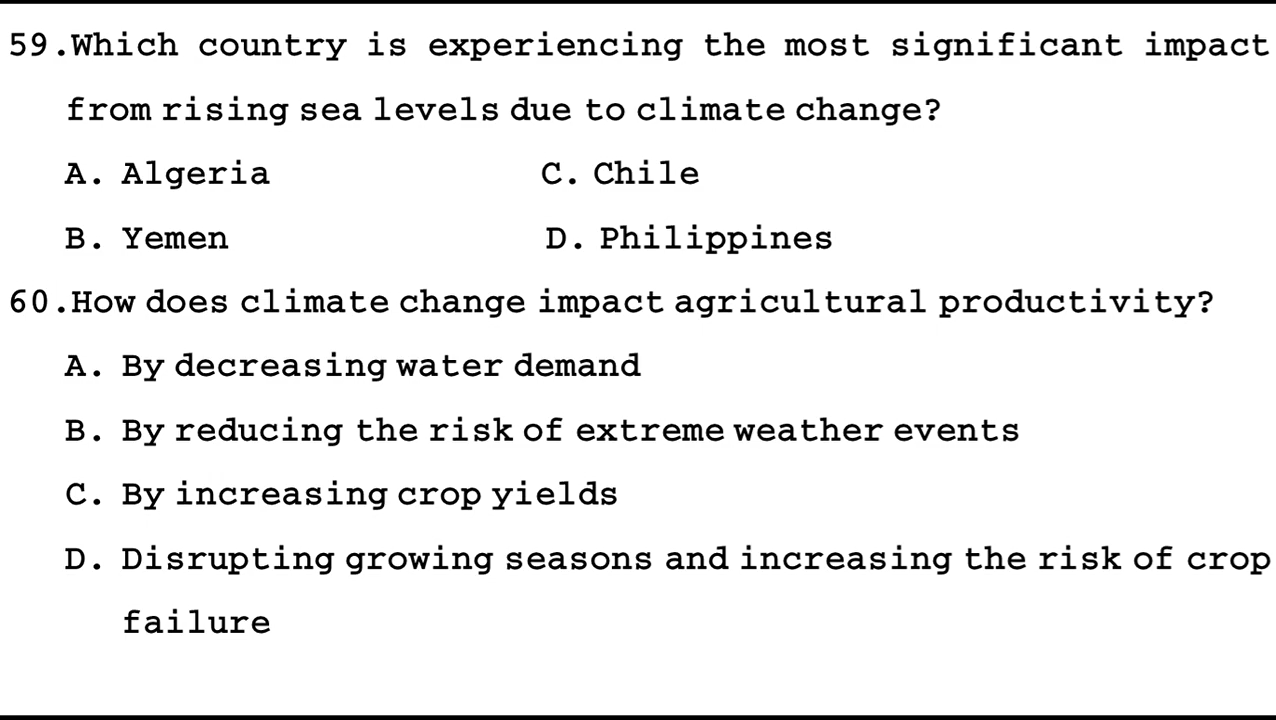 59.Which country is experiencing the most significant impact
from rising sea levels due to climate change?
A. Algeria C. Chile
B. Yemen D. Philippines
60.How does climate change impact agricultural productivity?
A. By decreasing water demand
B. By reducing the risk of extreme weather events
C. By increasing crop yields
D. Disrupting growing seasons and increasing the risk of crop
failure